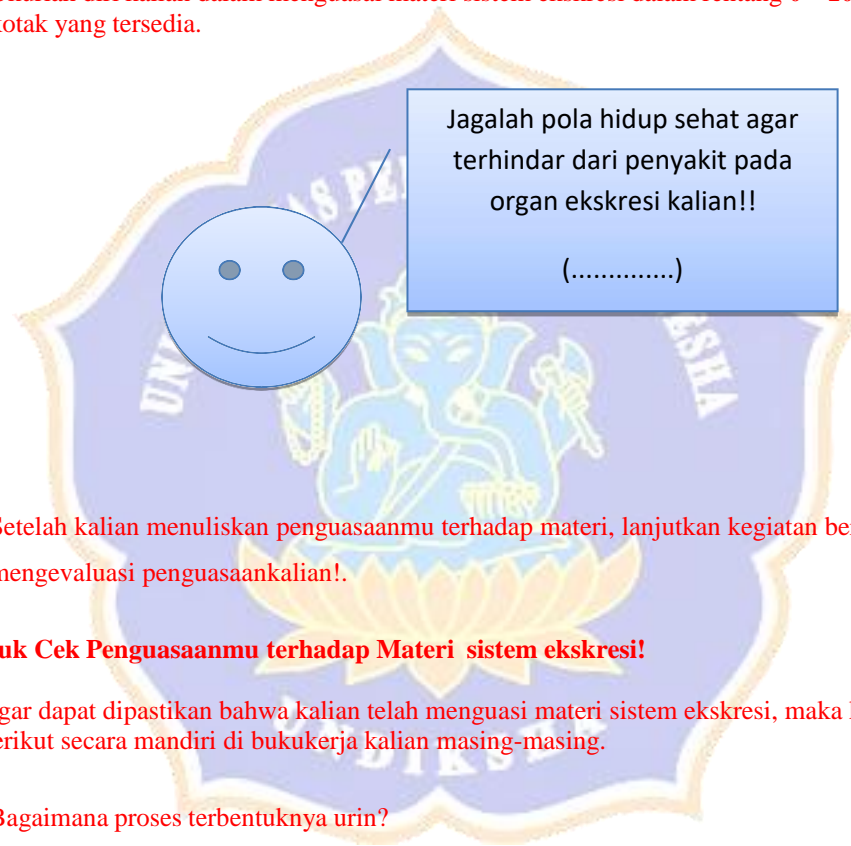 kotak yang tersedia.
Jagalah pola hidup sehat agar
terhindar dari penyakit pada
organ ekskresi kalian!!
(..............)
UNDIKSHA
Setelah kalian menuliskan penguasaanmu terhadap materi, lanjutkan kegiatan
mengevaluasi penguasaankalian!.
uk Cek Penguasaanmu terhadap Materi sistem ekskresi!
gar dapat dipastikan bahwa kalian telah menguasi materi sistem ekskresi, maka
erikut secara mandiri di bukukerja kalian masing-masing.
Bagaimana proses terbentuknya urin?